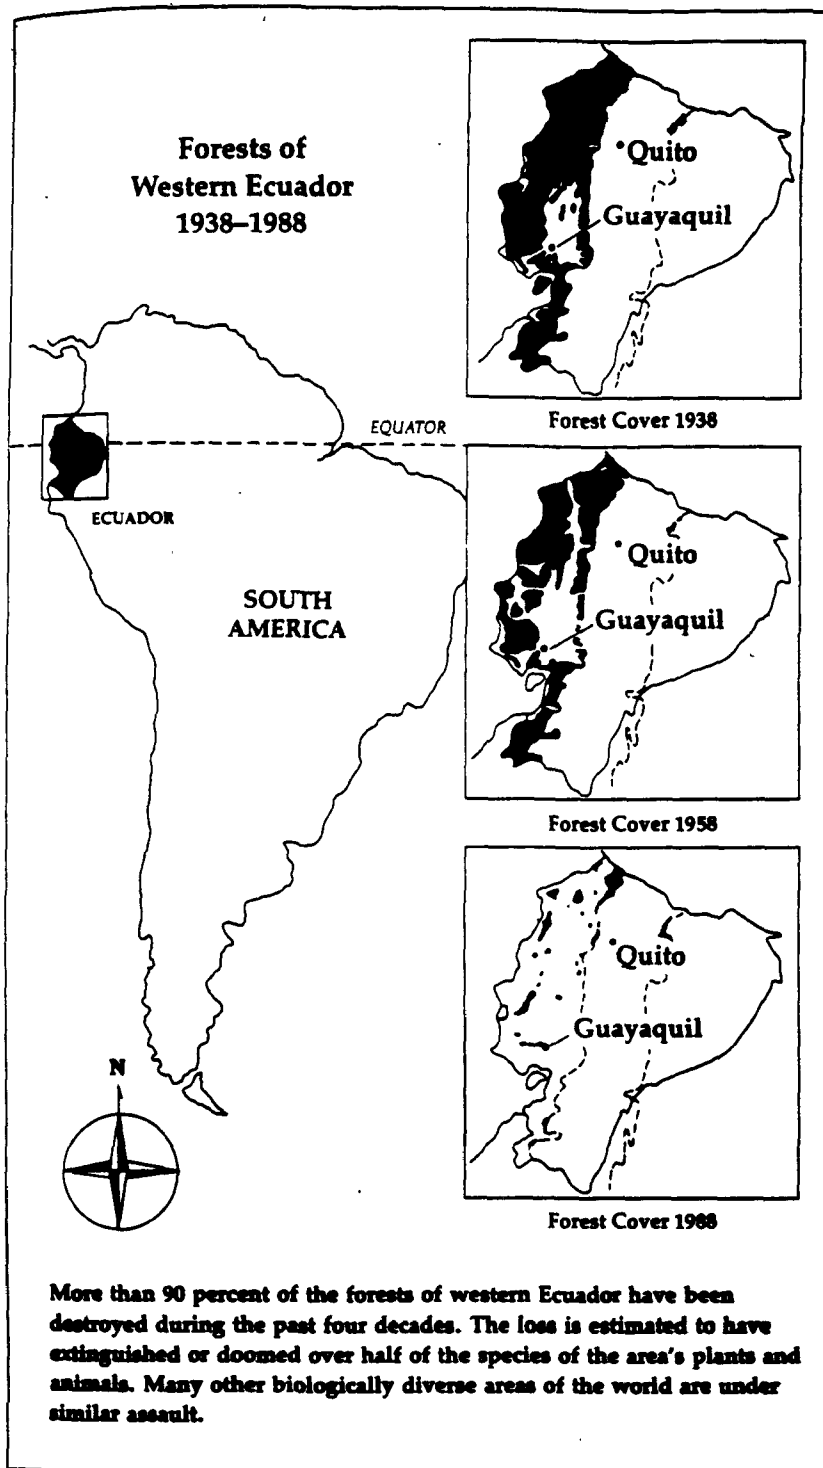 Forests of
Western Ecuador
1938–1988
Quito
Guayaquil
Forest Cover 1938
EQUATOR
ECUADOR
SOUTH
AMERICA
Quito
Guayaquil
Forest Cover 1958
Quito
Guayaquil
Forest Cover 1988
N
More than 90 percent of the forests of western Ecuador have been
destroyed during the past four decades. The loss is estimated to have
extinguished or doomed over half of the species of the area's plants and
animals. Many other biologically diverse areas of the world are under
similar assault.